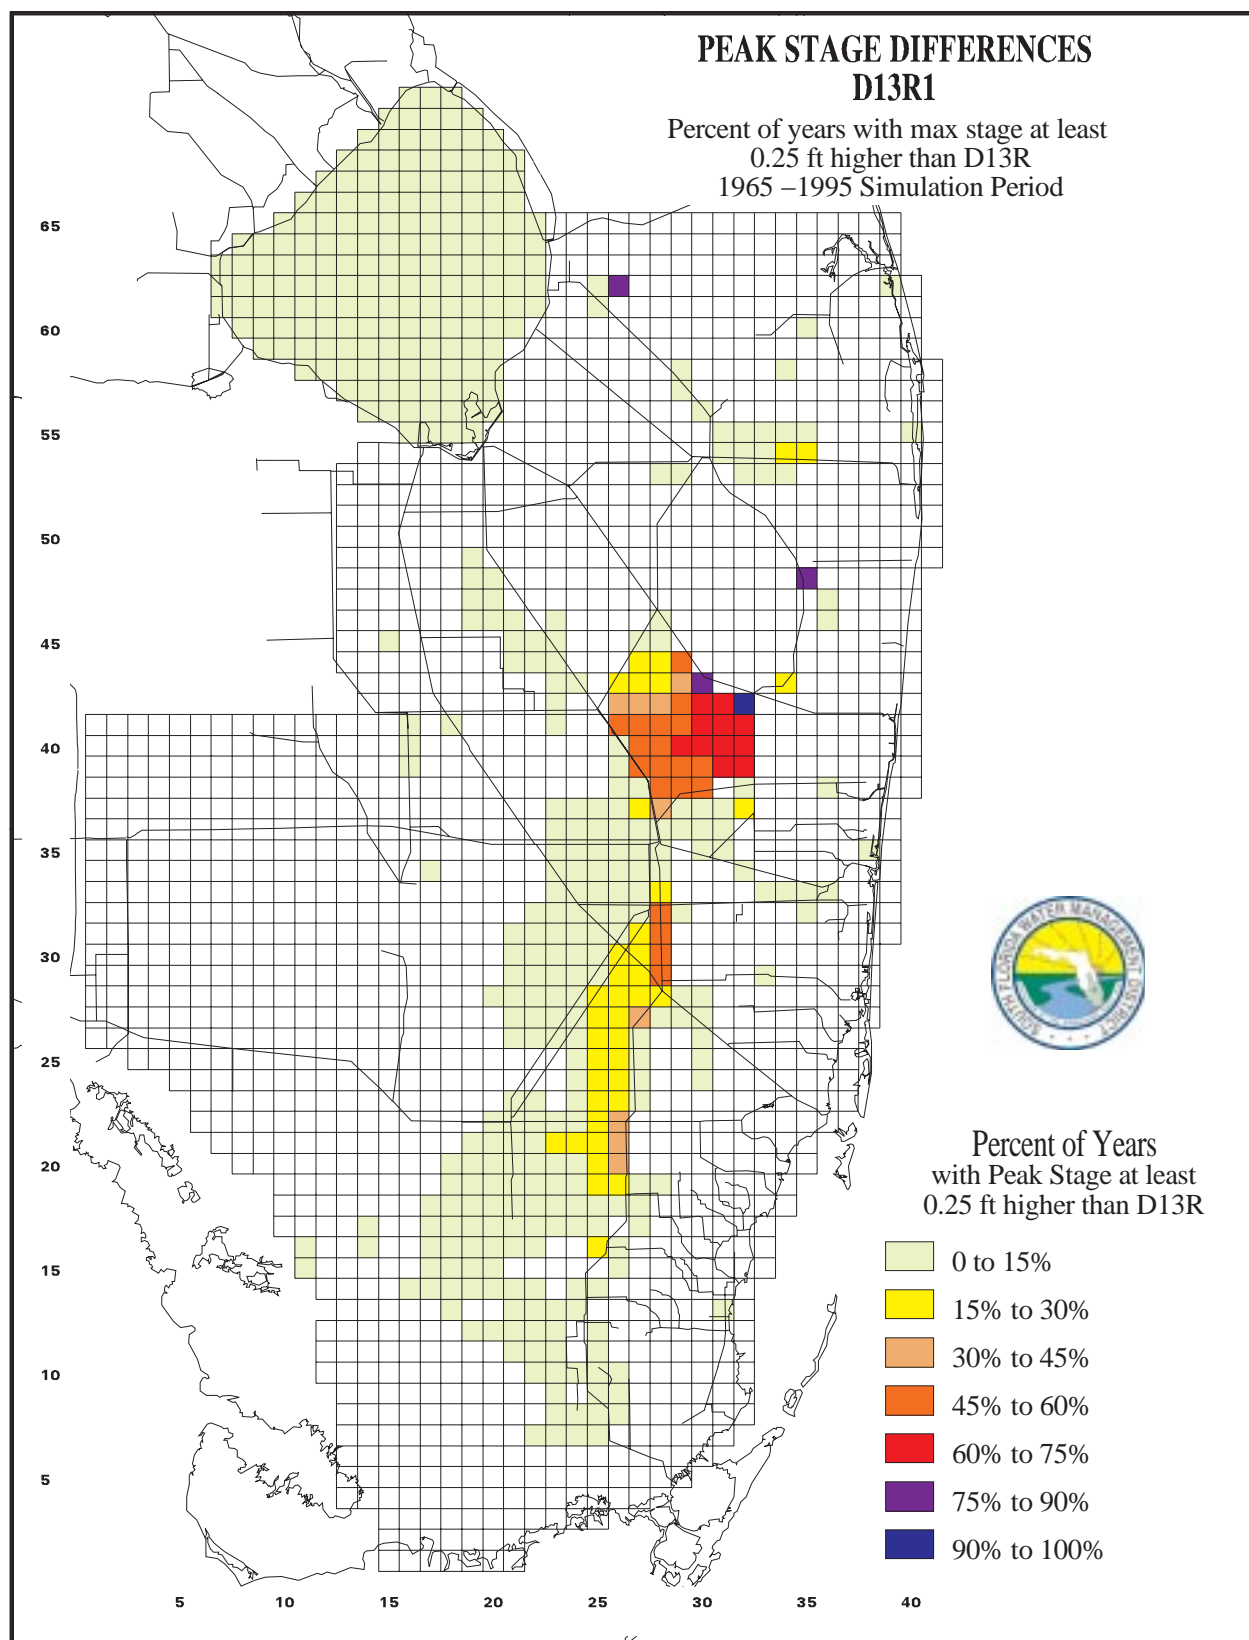 PEAK STAGE DIFFERENCES
D13R1
Percent of years with max stage at least
0.25 ft higher than D13R
1965 –1995 Simulation Period
65
60
55
50
45
40
35
30
25
20
15
10
5
5
10
15
20
25
30
35
40
SOUTH FLORIDA WATER MANAGEMENT DISTRICT
Percent of Years
with Peak Stage at least
0.25 ft higher than D13R
0 to 15%
15% to 30%
30% to 45%
45% to 60%
60% to 75%
75% to 90%
90% to 100%
“